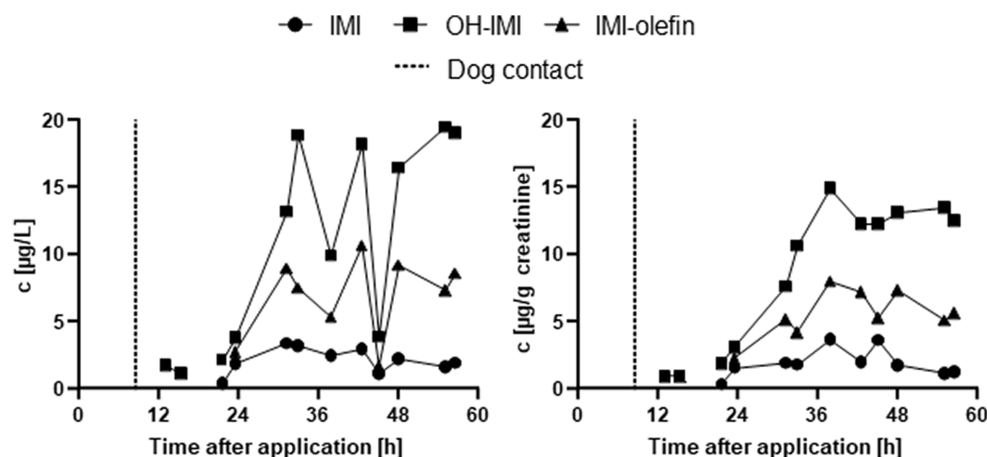 IMI OH-IMI IMI-olefin
Dog contact
c [µg/L]
20
15
10
5
0
0 12 24 36 48 60
Time after application [h]
c [µg/g creatinine]
20
15
10
5
0
0 12 24 36 48 60
Time after application [h]